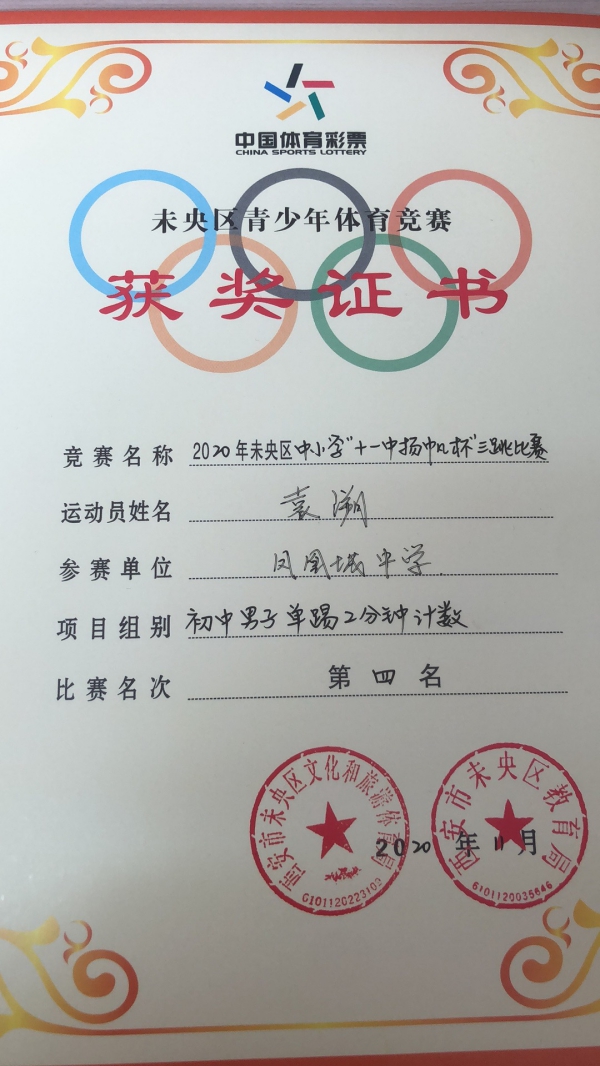 中国体育彩票
CHINA SPORTS LOTTERY
未央区青少年体育竞赛
获奖证书
竞赛名称 2020年未央区中小学"十一中扬帆杯"三跳比赛
运动员姓名 袁溯
参赛单位 凤凰城中学
项目组别 初中男子单踢2分钟计数
比赛名次 第四名
西安市未央区文化和旅游体育局
西安市未央区教育局
2020年11月
6101120223103
6101120035846